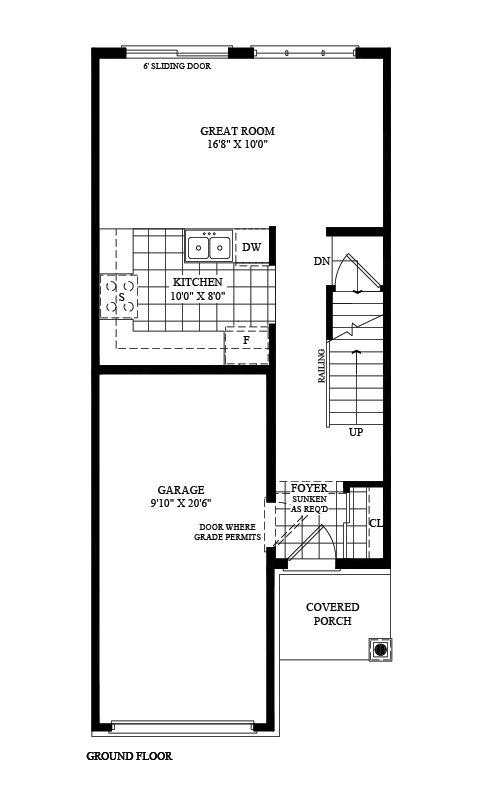 6' SLIDING DOOR
GREAT ROOM
16'8" X 10'0"
DW
DN
KITCHEN
10'0" X 8'0"
S
F
RAILING
UP
FOYER
SUNKEN
AS REQ'D
GARAGE
9'10" X 20'6"
CL
DOOR WHERE
GRADE PERMITS
COVERED
PORCH
GROUND FLOOR